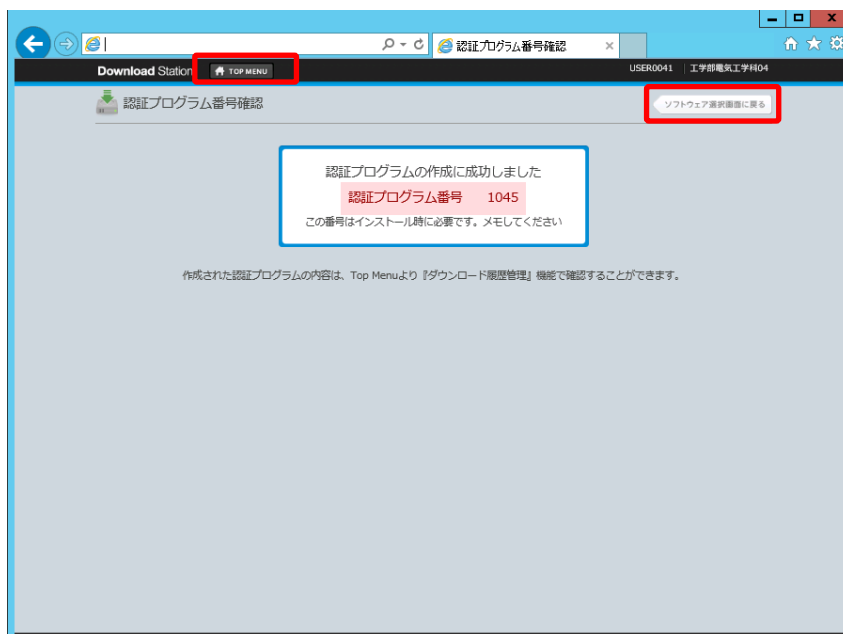 認証プログラム番号確認
Download Station TOP MENU USER0041 工学部電気工学科04
認証プログラム番号確認 ソフトウェア選択画面に戻る
認証プログラムの作成に成功しました
認証プログラム番号 1045
この番号はインストール時に必要です。メモしてください
作成された認証プログラムの内容は、Top Menuより『ダウンロード履歴管理』機能で確認することができます。